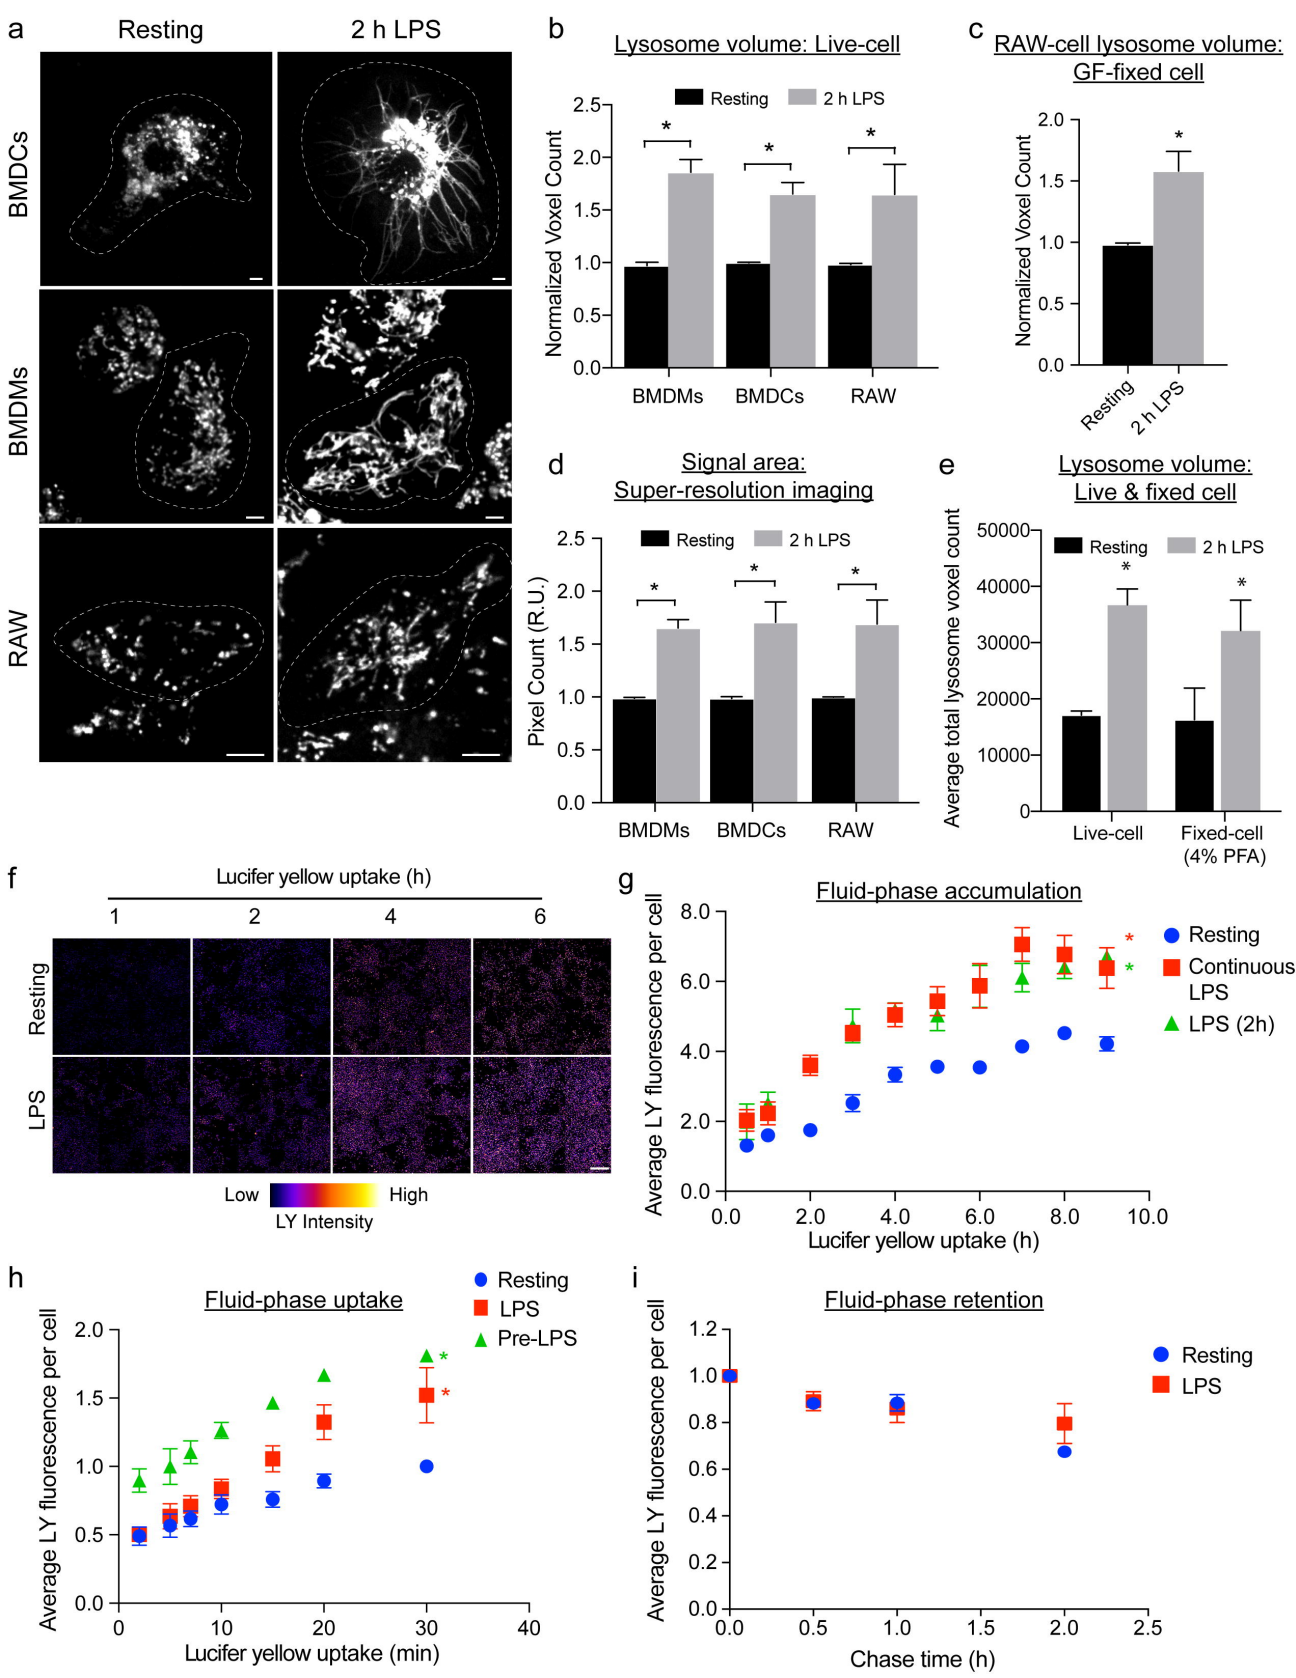 a
Resting
2 h LPS
BMDCs
BMDMs
RAW
b
Lysosome volume: Live-cell
Resting
2 h LPS
Normalized Voxel Count
2.5
2.0
1.5
1.0
0.5
0.0
*
*
*
BMDMs
BMDCs
RAW
c
RAW-cell lysosome volume:
GF-fixed cell
Normalized Voxel Count
2.0
1.5
1.0
0.5
0.0
*
Resting
2 h LPS
d
Signal area:
Super-resolution imaging
Resting
2 h LPS
Pixel Count (R.U.)
2.5
2.0
1.5
1.0
0.5
0.0
*
*
*
BMDMs
BMDCs
RAW
e
Lysosome volume:
Live & fixed cell
Resting
2 h LPS
Average total lysosome voxel count
50000
40000
30000
20000
10000
0
*
*
Live-cell
Fixed-cell
(4% PFA)
f
Lucifer yellow uptake (h)
1
2
4
6
Resting
LPS
Low
High
LY Intensity
g
Fluid-phase accumulation
Average LY fluorescence per cell
8.0
6.0
4.0
2.0
0.0
0.0
2.0
4.0
6.0
8.0
10.0
Lucifer yellow uptake (h)
*
*
Resting
Continuous
LPS
LPS (2h)
h
Fluid-phase uptake
Resting
LPS
Pre-LPS
Average LY fluorescence per cell
2.0
1.5
1.0
0.5
0.0
0
10
20
30
40
*
*
Lucifer yellow uptake (min)
i
Fluid-phase retention
Average LY fluorescence per cell
1.2
1.0
0.8
0.6
0.4
0.2
0.0
0.0
0.5
1.0
1.5
2.0
2.5
Chase time (h)
Resting
LPS